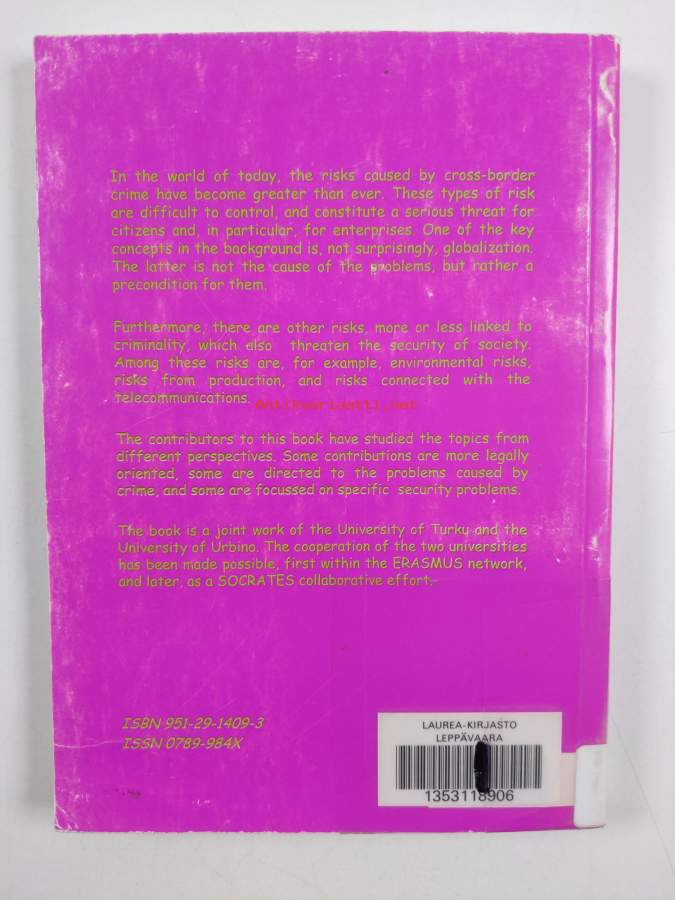 In the world of today, the risks caused by cross-border
crime have become greater than ever. These types of risk
are difficult to control, and constitute a serious threat for
citizens and, in particular, for enterprises. One of the key
concepts in the background is, not surprisingly, globalization.
The latter is not the cause of the problems, but rather a
precondition for them.
Furthermore, there are other risks, more or less linked to
criminality, which also threaten the security of society.
Among these risks are, for example, environmental risks,
risks from production, and risks connected with the
telecommunications.
Antikvariaatti.net
The contributors to this book have studied the topics from
different perspectives. Some contributions are more legally
oriented, some are directed to the problems caused by
crime, and some are focussed on specific security problems.
The book is a joint work of the University of Turku and the
University of Urbino. The cooperation of the two universities
has been made possible, first within the ERASMUS network,
and later, as a SOCRATES collaborative effort.
ISBN 951-29-1409-3
ISSN 0789-984X
LAUREA-KIRJASTO
LEPPÄVAARA
1353118906